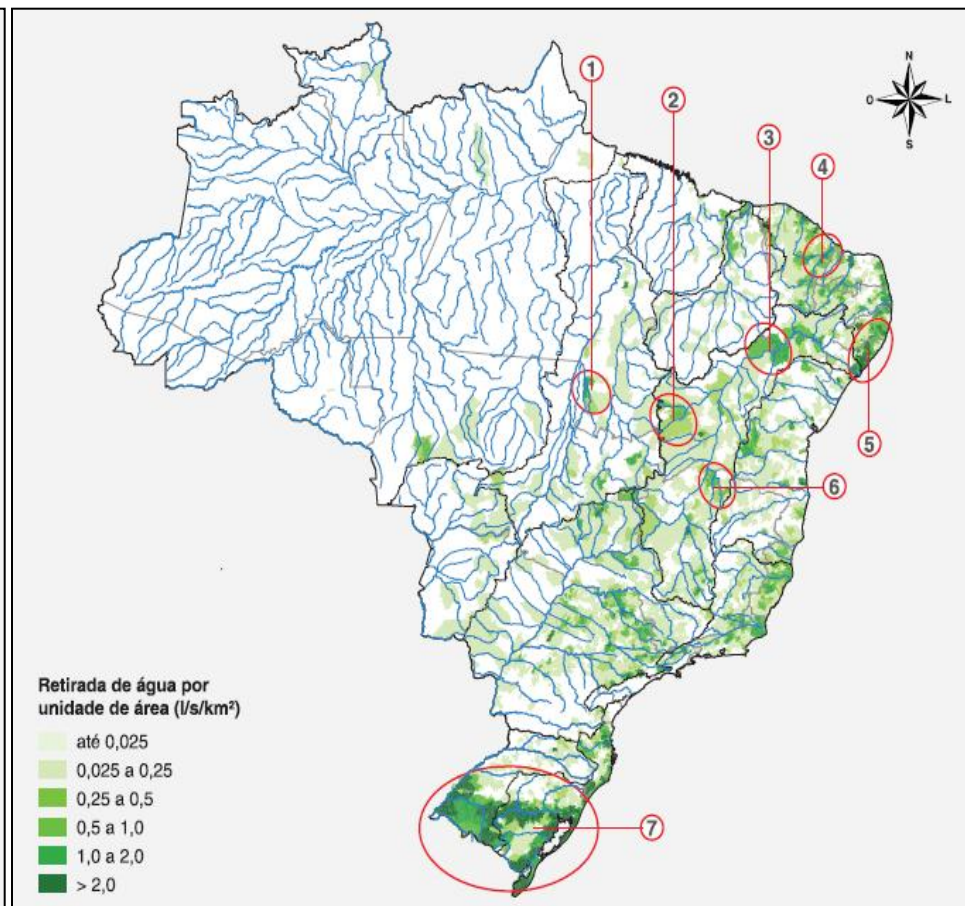 1
2
3
4
5
6
7
N
O
L
S
Retirada de água por
unidade de área (l/s/km²)
até 0,025
0,025 a 0,25
0,25 a 0,5
0,5 a 1,0
1,0 a 2,0
> 2,0